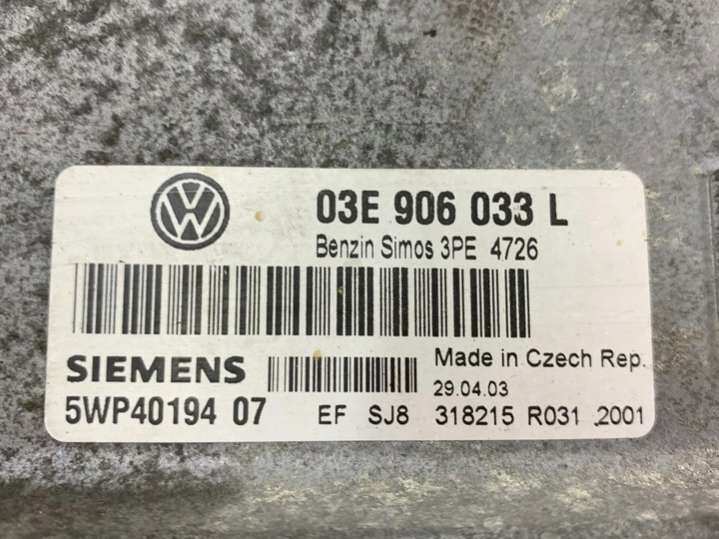 VW
03E 906 033 L
Benzin Simos 3PE 4726
SIEMENS
Made in Czech Rep.
29.04.03
5WP40194 07 EF SJ8 318215 R031 2001